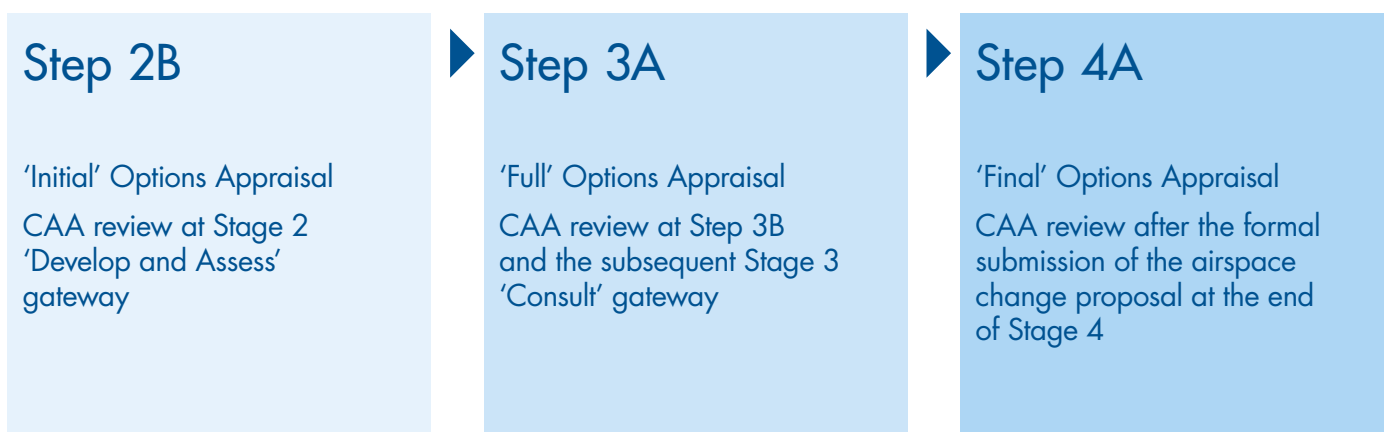 Step 2B
‘Initial’ Options Appraisal
CAA review at Stage 2
‘Develop and Assess’
gateway
Step 3A
‘Full’ Options Appraisal
CAA review at Step 3B
and the subsequent Stage 3
‘Consult’ gateway
Step 4A
‘Final’ Options Appraisal
CAA review after the formal
submission of the airspace
change proposal at the end
of Stage 4